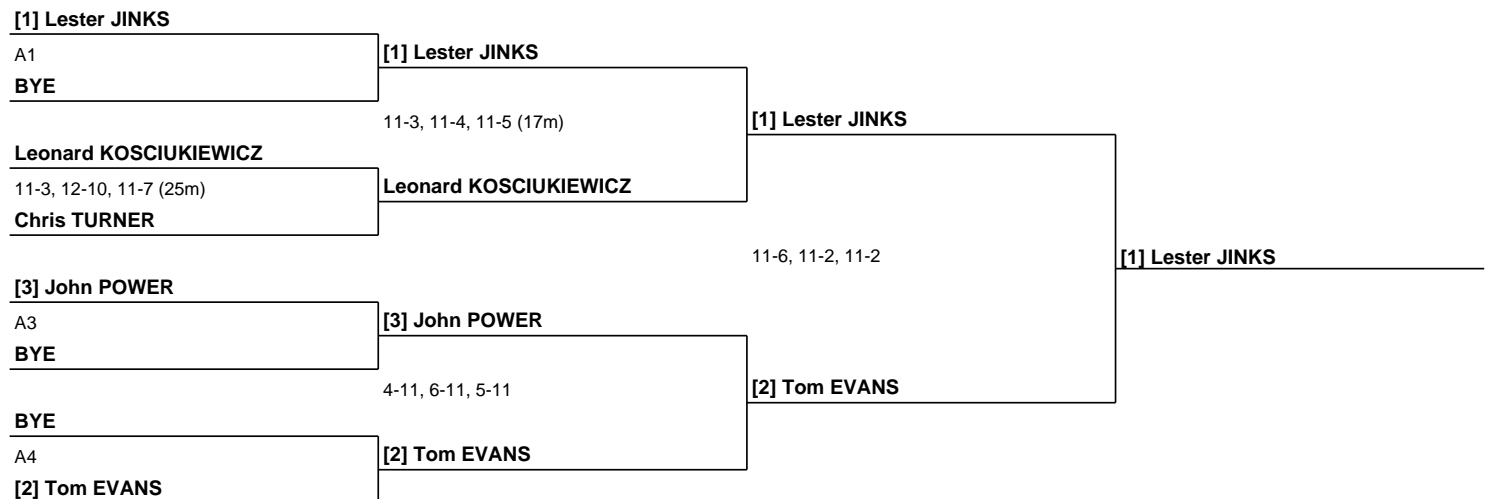 [1] Lester JINKS
A1
BYE
[1] Lester JINKS
11-3, 11-4, 11-5 (17m)
[1] Lester JINKS
Leonard KOSCIUKIEWICZ
11-3, 12-10, 11-7 (25m)
Chris TURNER
Leonard KOSCIUKIEWICZ
11-6, 11-2, 11-2
[1] Lester JINKS
[3] John POWER
A3
BYE
[3] John POWER
4-11, 6-11, 5-11
[2] Tom EVANS
BYE
A4
[2] Tom EVANS
[2] Tom EVANS